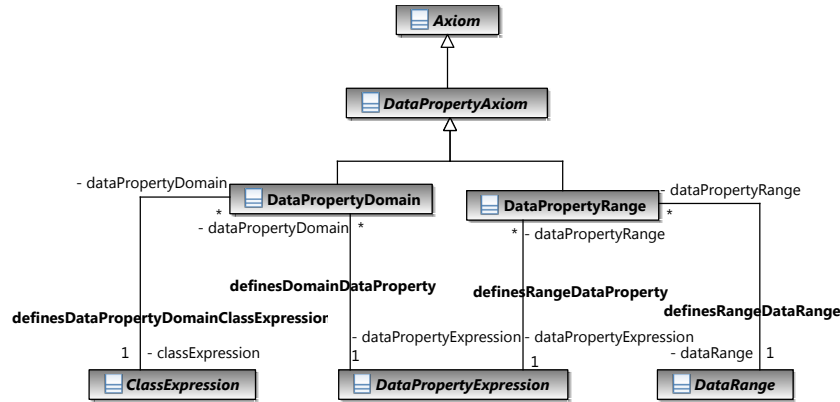 Axiom
DataPropertyAxiom
- dataPropertyDomain
DataPropertyDomain
DataPropertyRange
- dataPropertyRange
*
*
- dataPropertyDomain *
* - dataPropertyRange
definesDomainDataProperty
definesRangeDataProperty
definesRangeDataRange
definesDataPropertyDomainClassExpression
- dataPropertyExpression
- dataPropertyExpression
1 - classExpression
1
1
- dataRange 1
ClassExpression
DataPropertyExpression
DataRange